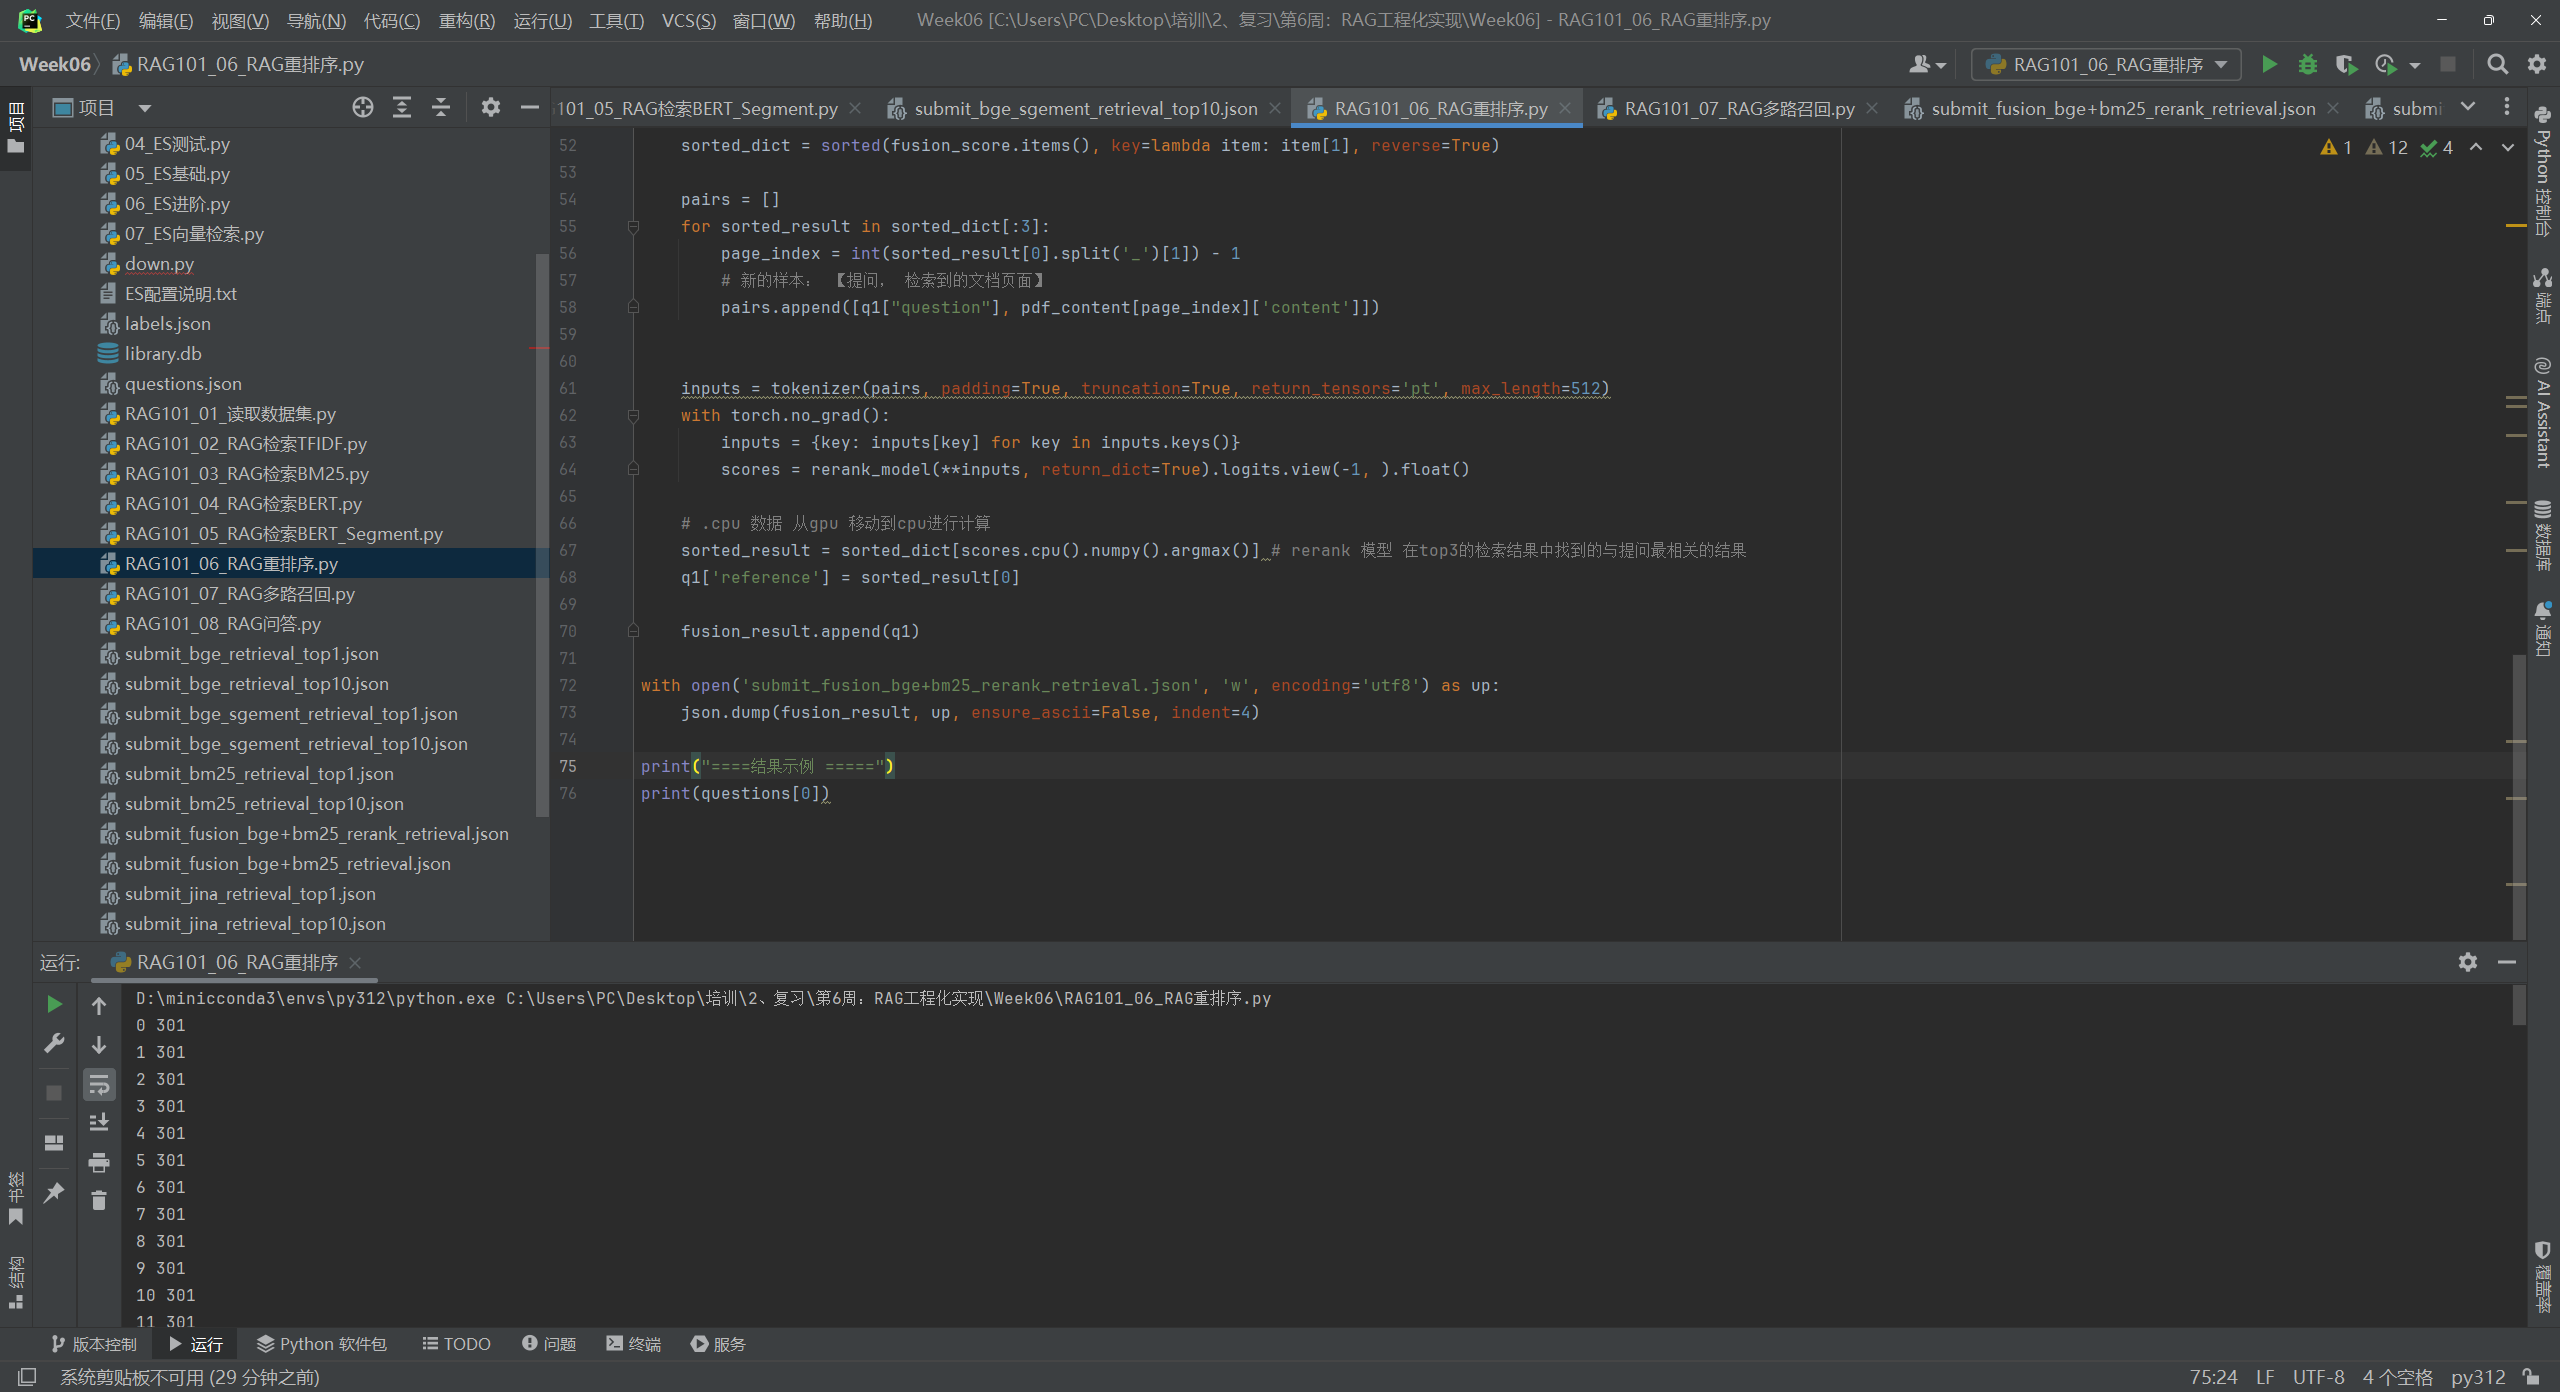 文件(F) 编辑(E) 视图(V) 导航(N) 代码(C) 重构(R) 运行(U) 工具(T) VCS(S) 窗口(W) 帮助(H) Week06 [C:\Users\PC\Desktop\培训\2、复习\第6周：RAG工程化实现\Week06] - RAG101_06_RAG重排序.py
Week06 RAG101_06_RAG重排序.py
RAG101_06_RAG重排序
项目
101_05_RAG检索BERT_Segment.py
submit_bge_sgement_retrieval_top10.json
RAG101_06_RAG重排序.py
RAG101_07_RAG多路召回.py
submit_fusion_bge+bm25_rerank_retrieval.json
submi
项目
04_ES测试.py
05_ES基础.py
06_ES进阶.py
07_ES向量检索.py
down.py
ES配置说明.txt
labels.json
library.db
questions.json
RAG101_01_读取数据集.py
RAG101_02_RAG检索TFIDF.py
RAG101_03_RAG检索BM25.py
RAG101_04_RAG检索BERT.py
RAG101_05_RAG检索BERT_Segment.py
RAG101_06_RAG重排序.py
RAG101_07_RAG多路召回.py
RAG101_08_RAG问答.py
submit_bge_retrieval_top1.json
submit_bge_retrieval_top10.json
submit_bge_sgement_retrieval_top1.json
submit_bge_sgement_retrieval_top10.json
submit_bm25_retrieval_top1.json
submit_bm25_retrieval_top10.json
submit_fusion_bge+bm25_rerank_retrieval.json
submit_fusion_bge+bm25_retrieval.json
submit_jina_retrieval_top1.json
submit_jina_retrieval_top10.json
书签
结构
1 12 4
52 sorted_dict = sorted(fusion_score.items(), key=lambda item: item[1], reverse=True)
53
54 pairs = []
55 for sorted_result in sorted_dict[:3]:
56 page_index = int(sorted_result[0].split('_')[1]) - 1
57 # 新的样本： 【提问， 检索到的文档页面】
58 pairs.append([q1["question"], pdf_content[page_index]['content']])
59
60
61 inputs = tokenizer(pairs, padding=True, truncation=True, return_tensors='pt', max_length=512)
62 with torch.no_grad():
63 inputs = {key: inputs[key] for key in inputs.keys()}
64 scores = rerank_model(**inputs, return_dict=True).logits.view(-1, ).float()
65
66 # .cpu 数据 从gpu 移动到cpu进行计算
67 sorted_result = sorted_dict[scores.cpu().numpy().argmax()] # rerank 模型 在top3的检索结果中找到的与提问最相关的结果
68 q1['reference'] = sorted_result[0]
69
70 fusion_result.append(q1)
71
72 with open('submit_fusion_bge+bm25_rerank_retrieval.json', 'w', encoding='utf8') as up:
73 json.dump(fusion_result, up, ensure_ascii=False, indent=4)
74
75 print("====结果示例 =====")
76 print(questions[0])
Python 控制台
端点
AI Assistant
数据库
通知
覆盖率
运行: RAG101_06_RAG重排序
D:\minicconda3\envs\py312\python.exe C:\Users\PC\Desktop\培训\2、复习\第6周：RAG工程化实现\Week06\RAG101_06_RAG重排序.py
0 301
1 301
2 301
3 301
4 301
5 301
6 301
7 301
8 301
9 301
10 301
11 301
版本控制 运行 Python 软件包 TODO 问题 终端 服务
系统剪贴板不可用 (29 分钟之前) 75:24 LF UTF-8 4 个空格 py312